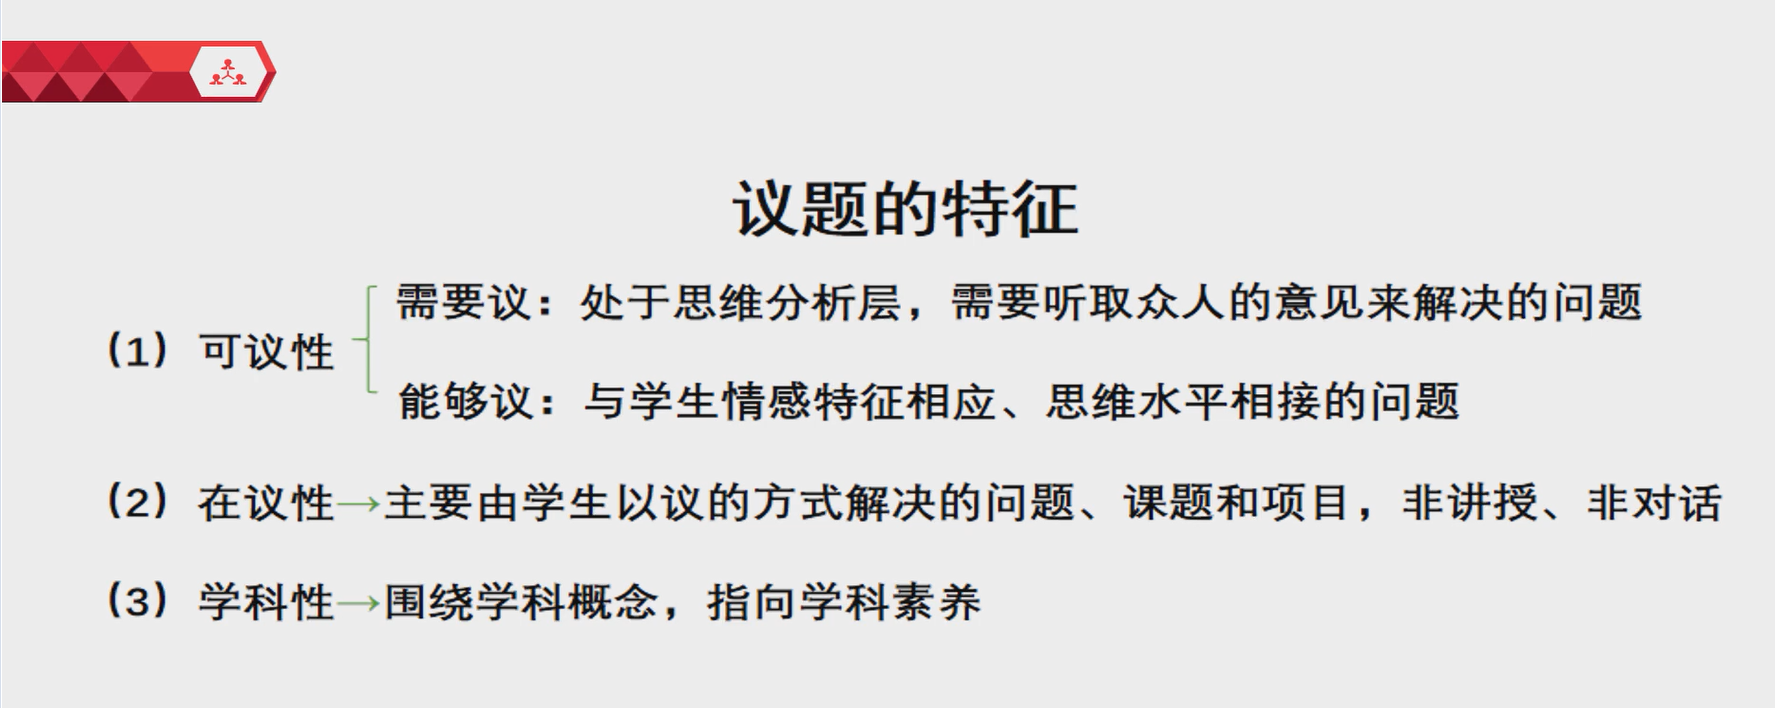 议题的特征
需要议：处于思维分析层，需要听取众人的意见来解决的问题
（1）可议性
能够议：与学生情感特征相应、思维水平相接的问题
（2）在议性→主要由学生以议的方式解决的问题、课题和项目，非讲授、非对话
（3）学科性→围绕学科概念，指向学科素养